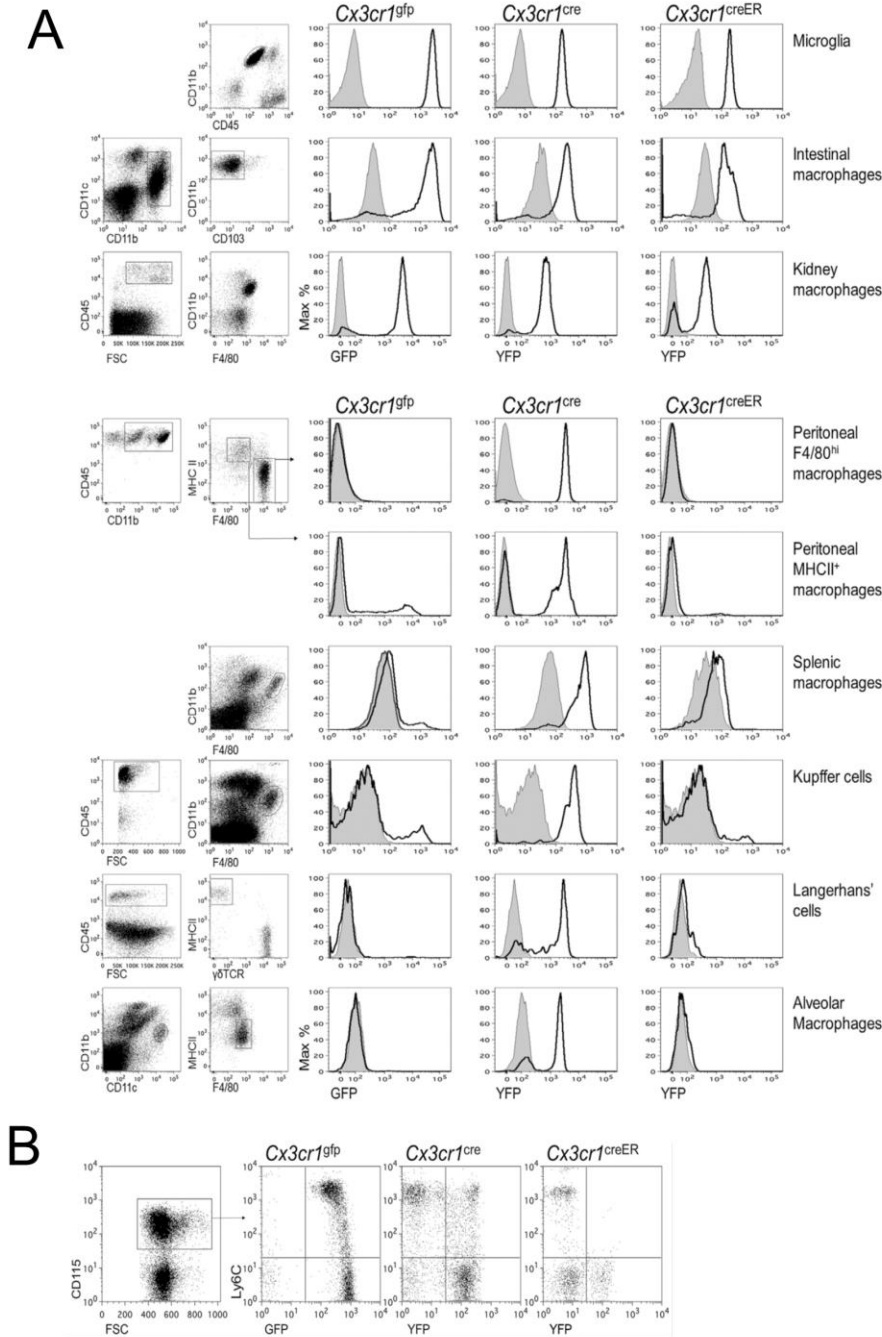 A
Cx3cr1gfp Cx3cr1cre Cx3cr1creER
Microglia
CD11b
CD45
Intestinal macrophages
CD11c
CD11b
CD11b
CD103
Kidney macrophages
CD45
FSC
CD11b
F4/80
Max %
GFP
YFP
YFP
Cx3cr1gfp Cx3cr1cre Cx3cr1creER
Peritoneal F4/80hi macrophages
CD45
CD11b
MHC II
F4/80
Peritoneal MHCII+ macrophages
Splenic macrophages
CD11b
F4/80
Kupffer cells
CD45
FSC
CD11b
F4/80
Langerhans' cells
CD45
FSC
MHCII
γδTCR
Alveolar Macrophages
CD11b
CD11c
MHCII
F4/80
Max %
GFP
YFP
YFP
B
Cx3cr1gfp Cx3cr1cre Cx3cr1creER
CD115
FSC
Ly6C
GFP
YFP
YFP